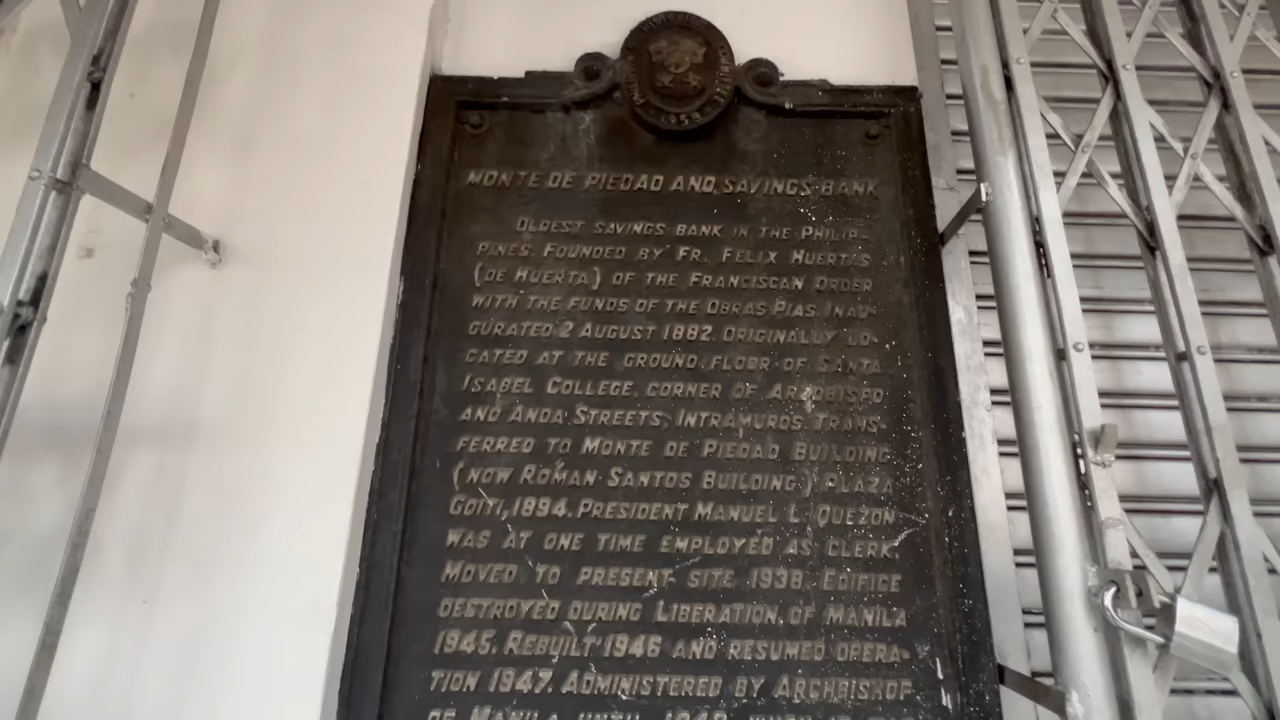 1959
MONTE DE PIEDAD AND SAVINGS BANK
OLDEST SAVINGS BANK IN THE PHILIP-
PINES. FOUNDED BY FR. FELIX HUERTAS
(DE HUERTA) OF THE FRANCISCAN ORDER
WITH THE FUNDS OF THE OBRAS PIAS. INAU-
GURATED 2 AUGUST 1882. ORIGINALLY LO-
CATED AT THE GROUND FLOOR OF SANTA
ISABEL COLLEGE, CORNER OF ARZOBISPO
AND ANDA STREETS, INTRAMUROS. TRANS-
FERRED TO MONTE DE PIEDAD BUILDING
(NOW ROMAN SANTOS BUILDING) PLAZA
GOITI, 1894. PRESIDENT MANUEL L. QUEZON
WAS AT ONE TIME EMPLOYED AS CLERK.
MOVED TO PRESENT SITE 1938. EDIFICE
DESTROYED DURING LIBERATION OF MANILA
1945. REBUILT 1946 AND RESUMED OPERA-
TION 1947. ADMINISTERED BY ARCHBISHOP
OF MANILA UNTIL